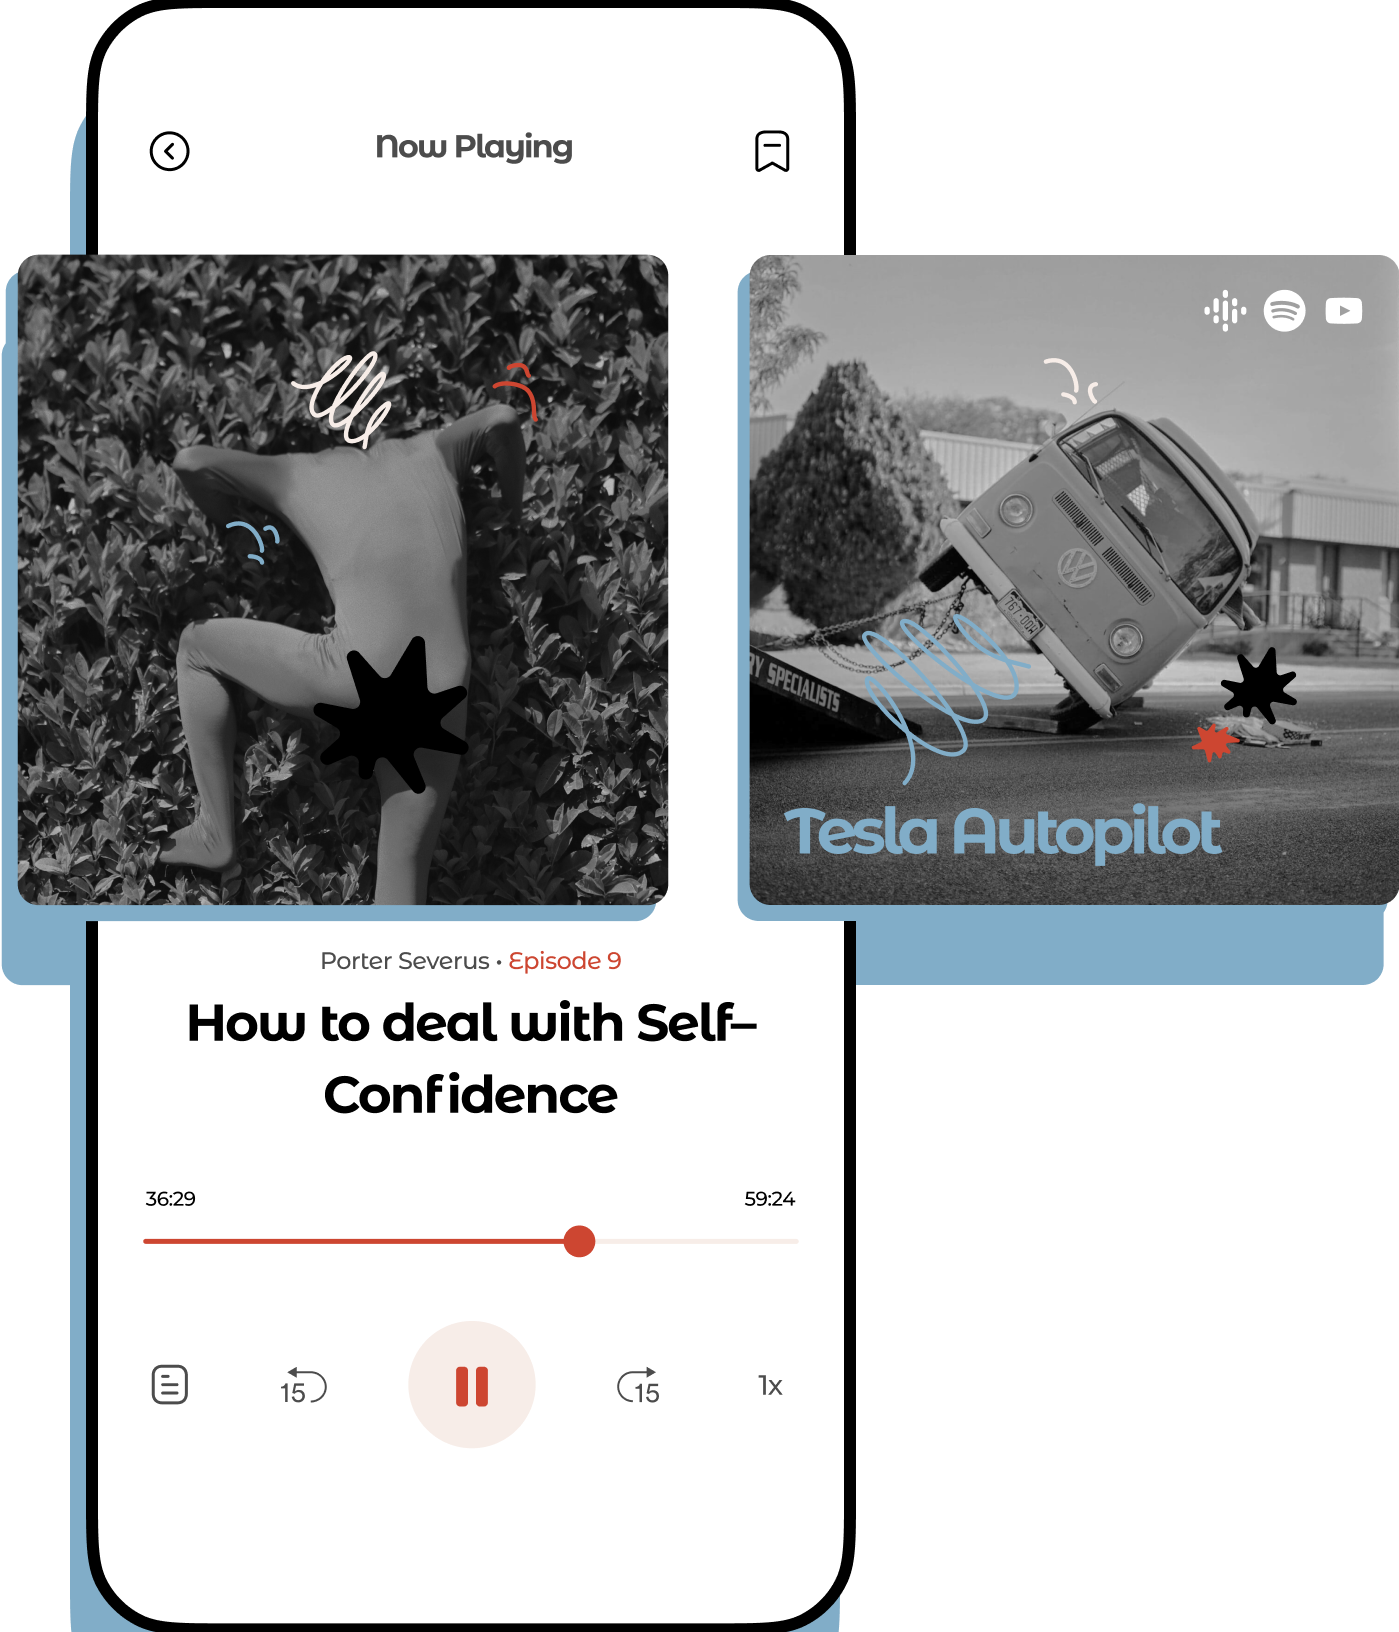 Now Playing
RY SPECIALISTS
Tesla Autopilot
Porter Severus • Episode 9
How to deal with Self–
Confidence
36:29
59:24
15
15
1x